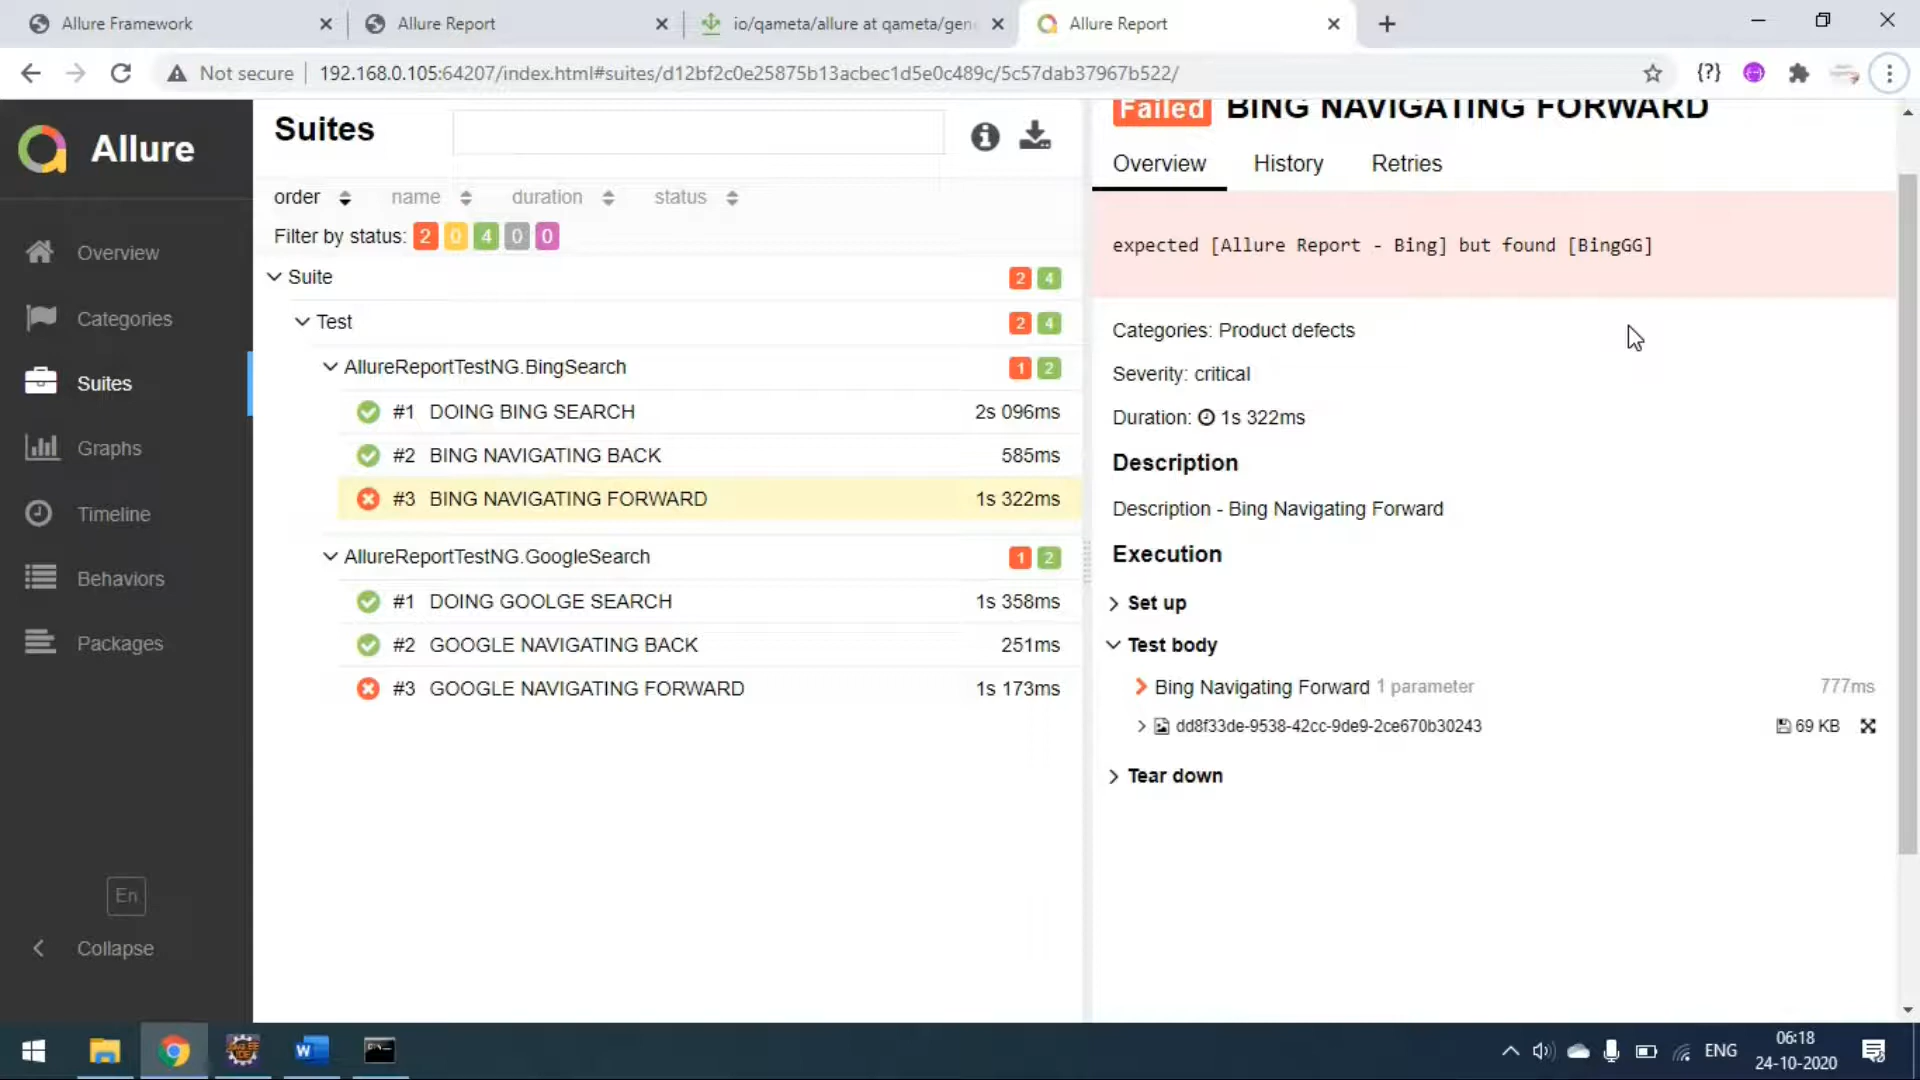 Allure Framework
Allure Report
io/qameta/allure at qameta/gen
Allure Report
Not secure
192.168.0.105:64207/index.html#suites/d12bf2c0e25875b13acbec1d5e0c489c/5c57dab37967b522/
{?}
Allure
Overview
Categories
Suites
Graphs
Timeline
Behaviors
Packages
En
Collapse
Suites
order name duration status
Filter by status: 2 0 4 0 0
Suite 2 4
Test 2 4
AllureReportTestNG.BingSearch 1 2
#1 DOING BING SEARCH 2s 096ms
#2 BING NAVIGATING BACK 585ms
#3 BING NAVIGATING FORWARD 1s 322ms
AllureReportTestNG.GoogleSearch 1 2
#1 DOING GOOLGE SEARCH 1s 358ms
#2 GOOGLE NAVIGATING BACK 251ms
#3 GOOGLE NAVIGATING FORWARD 1s 173ms
Failed BING NAVIGATING FORWARD
Overview History Retries
expected [Allure Report - Bing] but found [BingGG]
Categories: Product defects
Severity: critical
Duration: 1s 322ms
Description
Description - Bing Navigating Forward
Execution
Set up
Test body
Bing Navigating Forward 1 parameter 777ms
dd8f33de-9538-42cc-9de9-2ce670b30243 69 KB
Tear down
ENG
06:18
24-10-2020